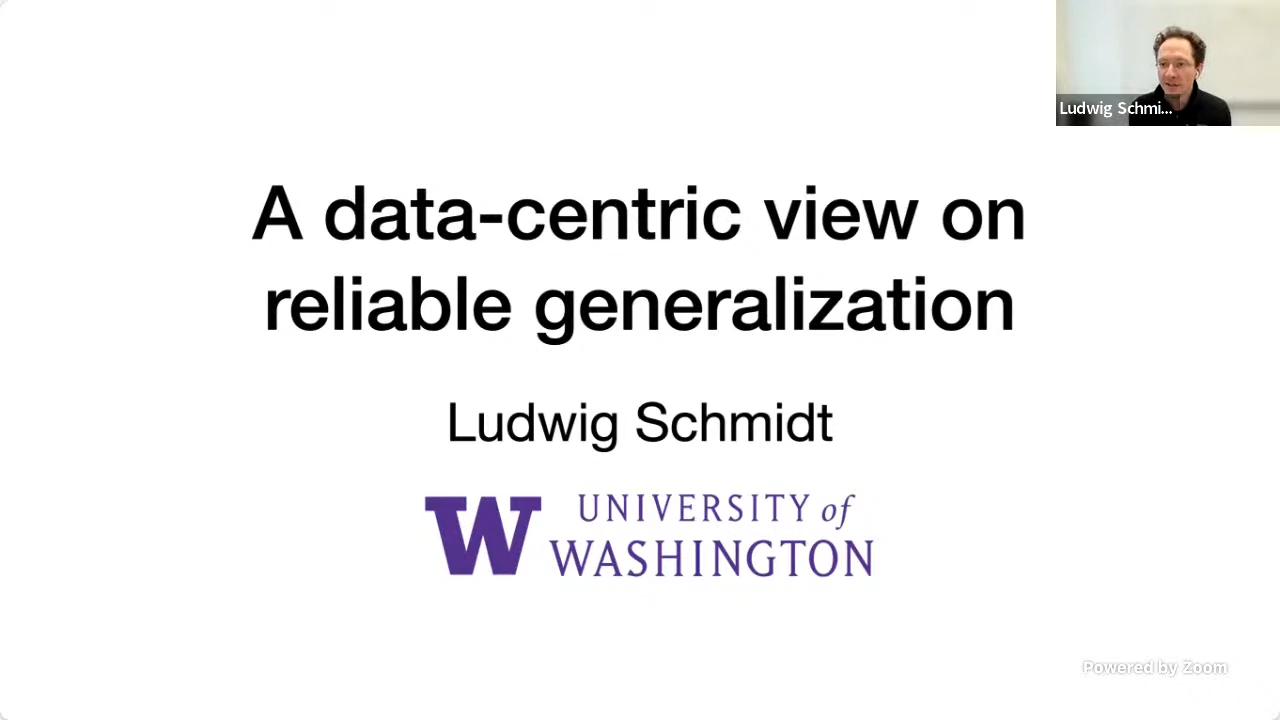 Ludwig Schmi...
A data-centric view on
reliable generalization
Ludwig Schmidt
W UNIVERSITY of
WASHINGTON
Powered by Zoom